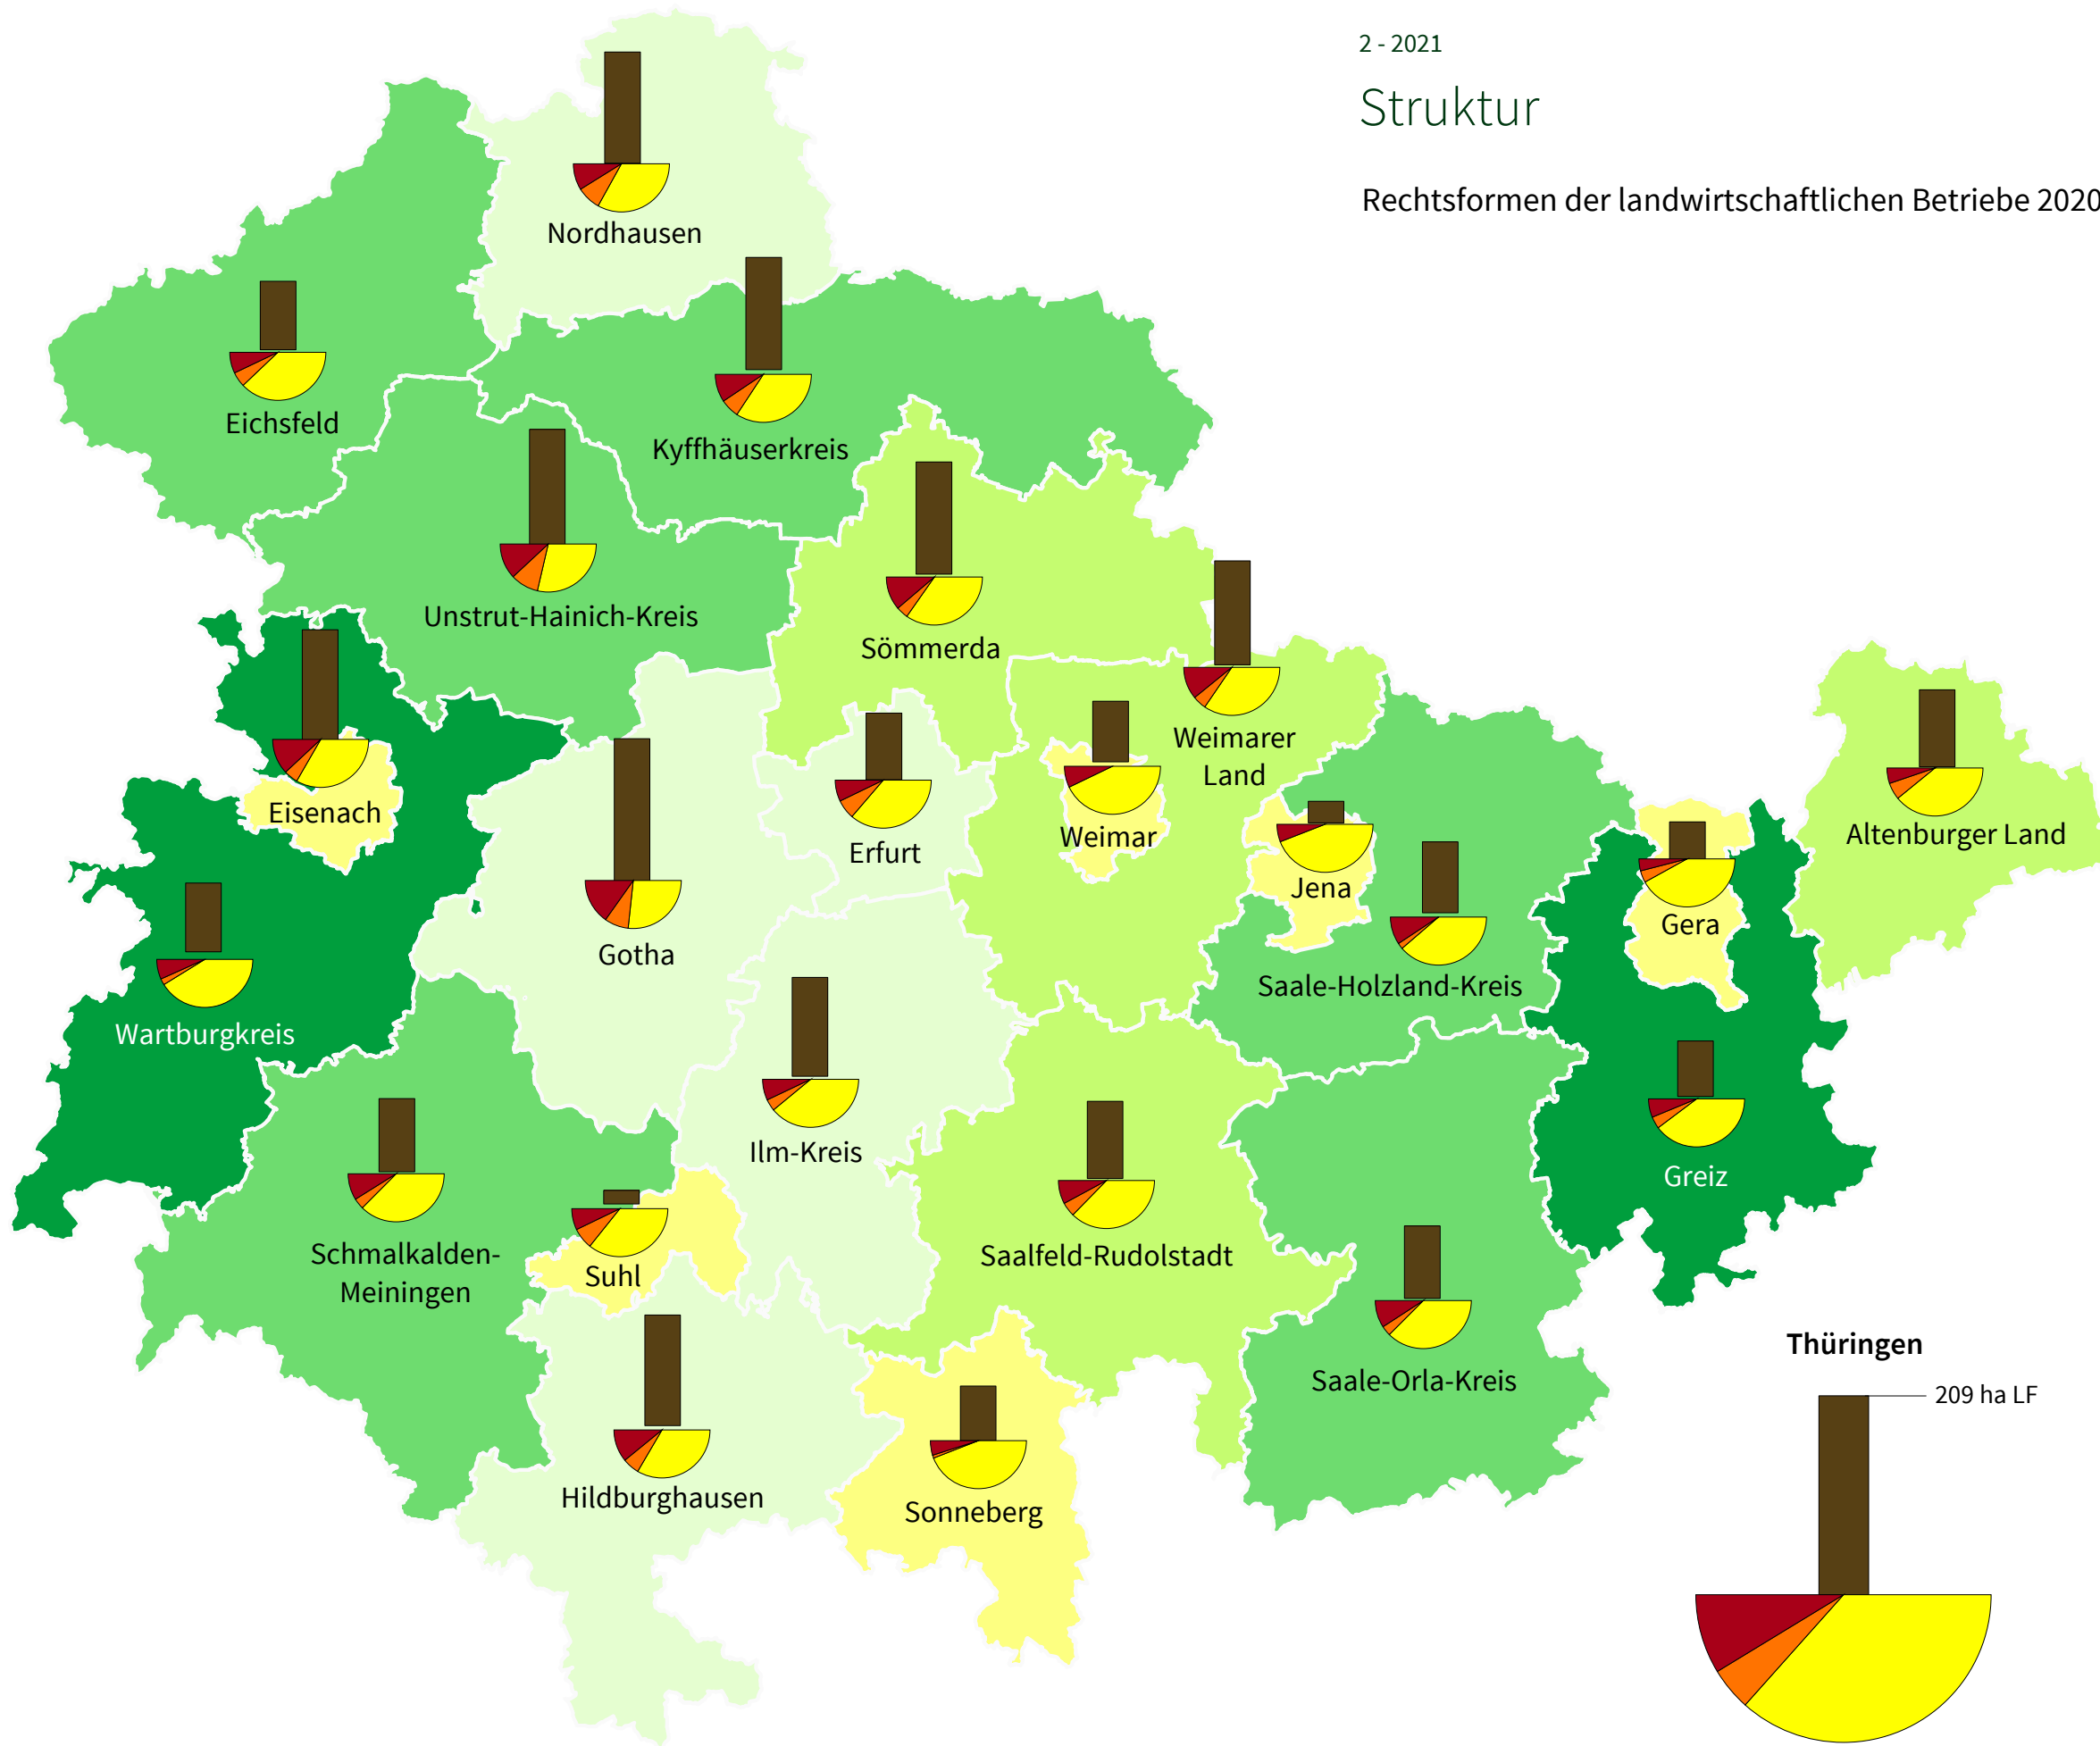 2 - 2021
Struktur
Rechtsformen der landwirtschaftlichen Betriebe 2020
Nordhausen
Eichsfeld
Kyffhäuserkreis
Unstrut-Hainich-Kreis
Sömmerda
Weimarer
Land
Eisenach
Weimar
Erfurt
Altenburger Land
Jena
Gera
Gotha
Saale-Holzland-Kreis
Wartburgkreis
Ilm-Kreis
Greiz
Schmalkalden-
Meiningen
Suhl
Saalfeld-Rudolstadt
Saale-Orla-Kreis
Hildburghausen
Sonneberg
Thüringen
209 ha LF